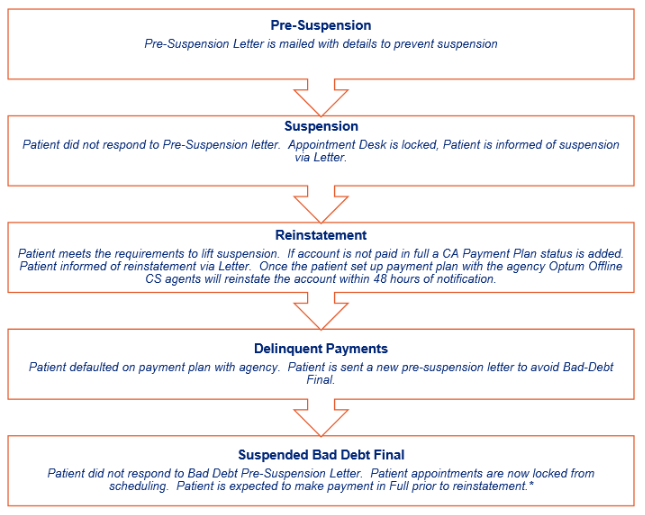 Pre-Suspension
Pre-Suspension Letter is mailed with details to prevent suspension
Suspension
Patient did not respond to Pre-Suspension letter.  Appointment Desk is locked, Patient is informed of suspension
via Letter.
Reinstatement
Patient meets the requirements to lift suspension.  If account is not paid in full a CA Payment Plan status is added.
Patient informed of reinstatement via Letter.  Once the patient set up payment plan with the agency Optum Offline
CS agents will reinstate the account within 48 hours of notification.
Delinquent Payments
Patient defaulted on payment plan with agency.  Patient is sent a new pre-suspension letter to avoid Bad-Debt
Final.
Suspended Bad Debt Final
Patient did not respond to Bad Debt Pre-Suspension Letter.  Patient appointments are now locked from
scheduling.  Patient is expected to make payment in Full prior to reinstatement.*